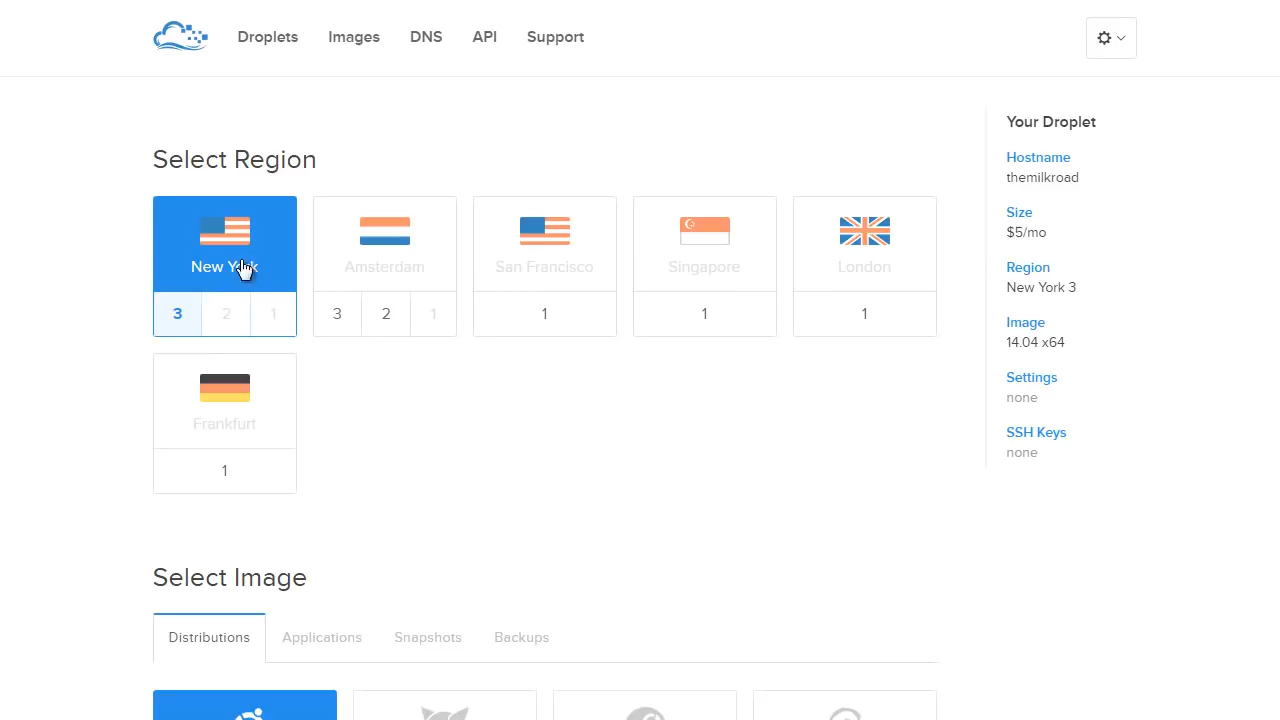 Droplets Images DNS API Support
Your Droplet
Hostname
themilkroad
Size
$5/mo
Region
New York 3
Image
14.04 x64
Settings
none
SSH Keys
none
Select Region
New York Amsterdam San Francisco Singapore London
3 2 1 3 2 1 1 1 1
Frankfurt
1
Select Image
Distributions Applications Snapshots Backups